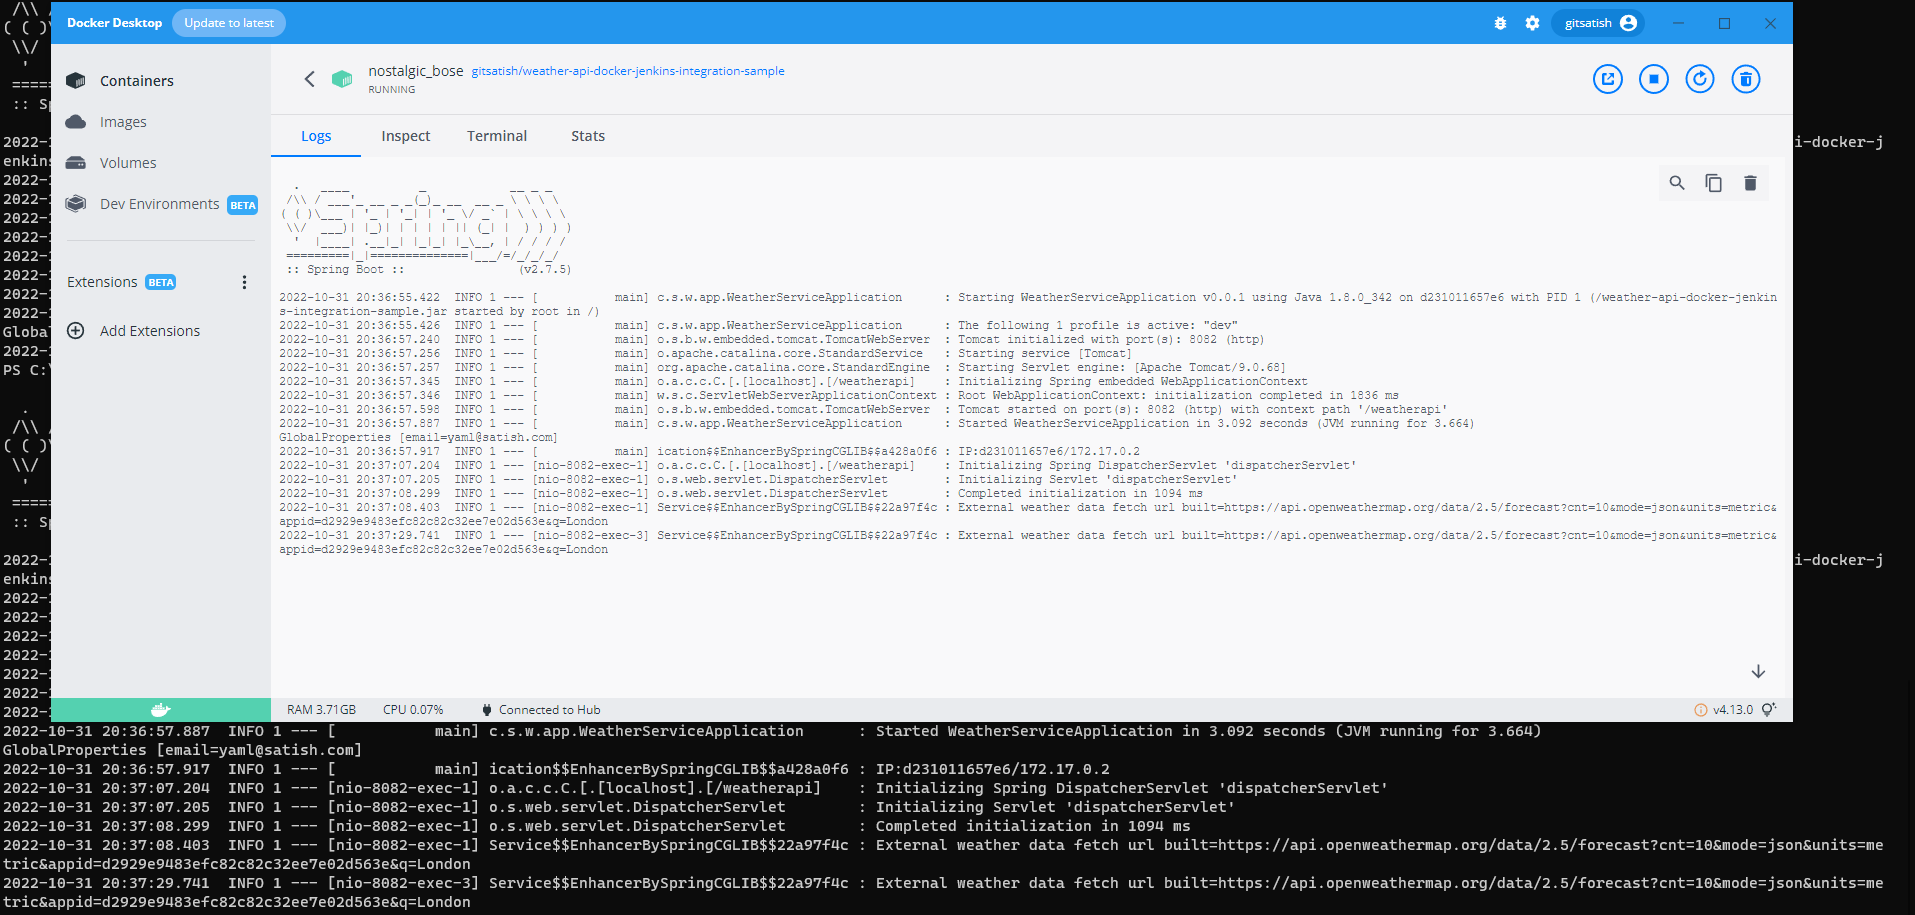 Docker Desktop Update to latest gitsatish
Containers
Images
Volumes
Dev Environments BETA
Extensions BETA
Add Extensions
nostalgic_bose gitsatish/weather-api-docker-jenkins-integration-sample
RUNNING
Logs Inspect Terminal Stats
:: Spring Boot :: (v2.7.5)
2022-10-31 20:36:55.422 INFO 1 --- [ main] c.s.w.app.WeatherServiceApplication : Starting WeatherServiceApplication v0.0.1 using Java 1.8.0_342 on d231011657e6 with PID 1 (/weather-api-docker-jenkin
s-integration-sample.jar started by root in /)
2022-10-31 20:36:55.426 INFO 1 --- [ main] c.s.w.app.WeatherServiceApplication : The following 1 profile is active: "dev"
2022-10-31 20:36:57.240 INFO 1 --- [ main] o.s.b.w.embedded.tomcat.TomcatWebServer : Tomcat initialized with port(s): 8082 (http)
2022-10-31 20:36:57.256 INFO 1 --- [ main] o.apache.catalina.core.StandardService : Starting service [Tomcat]
2022-10-31 20:36:57.257 INFO 1 --- [ main] org.apache.catalina.core.StandardEngine : Starting Servlet engine: [Apache Tomcat/9.0.68]
2022-10-31 20:36:57.345 INFO 1 --- [ main] o.a.c.c.C.[.[localhost].[/weatherapi] : Initializing Spring embedded WebApplicationContext
2022-10-31 20:36:57.346 INFO 1 --- [ main] w.s.c.ServletWebServerApplicationContext : Root WebApplicationContext: initialization completed in 1836 ms
2022-10-31 20:36:57.598 INFO 1 --- [ main] o.s.b.w.embedded.tomcat.TomcatWebServer : Tomcat started on port(s): 8082 (http) with context path '/weatherapi'
2022-10-31 20:36:57.887 INFO 1 --- [ main] c.s.w.app.WeatherServiceApplication : Started WeatherServiceApplication in 3.092 seconds (JVM running for 3.664)
GlobalProperties [email=yaml@satish.com]
2022-10-31 20:36:57.917 INFO 1 --- [ main] ication$$EnhancerBySpringCGLIB$$a428a0f6 : IP:d231011657e6/172.17.0.2
2022-10-31 20:37:07.204 INFO 1 --- [nio-8082-exec-1] o.a.c.c.C.[.[localhost].[/weatherapi] : Initializing Spring DispatcherServlet 'dispatcherServlet'
2022-10-31 20:37:07.205 INFO 1 --- [nio-8082-exec-1] o.s.web.servlet.DispatcherServlet : Initializing Servlet 'dispatcherServlet'
2022-10-31 20:37:08.299 INFO 1 --- [nio-8082-exec-1] o.s.web.servlet.DispatcherServlet : Completed initialization in 1094 ms
2022-10-31 20:37:08.403 INFO 1 --- [nio-8082-exec-1] Service$$EnhancerBySpringCGLIB$$22a97f4c : External weather data fetch url built=https://api.openweathermap.org/data/2.5/forecast?cnt=10&mode=json&units=metric&
appid=d2929e9483efc82c82c32ee7e02d563e&q=London
2022-10-31 20:37:29.741 INFO 1 --- [nio-8082-exec-3] Service$$EnhancerBySpringCGLIB$$22a97f4c : External weather data fetch url built=https://api.openweathermap.org/data/2.5/forecast?cnt=10&mode=json&units=metric&
appid=d2929e9483efc82c82c32ee7e02d563e&q=London
RAM 3.71GB CPU 0.07% Connected to Hub v4.13.0
2022-10-31 20:36:57.887 INFO 1 --- [ main] c.s.w.app.WeatherServiceApplication : Started WeatherServiceApplication in 3.092 seconds (JVM running for 3.664)
GlobalProperties [email=yaml@satish.com]
2022-10-31 20:36:57.917 INFO 1 --- [ main] ication$$EnhancerBySpringCGLIB$$a428a0f6 : IP:d231011657e6/172.17.0.2
2022-10-31 20:37:07.204 INFO 1 --- [nio-8082-exec-1] o.a.c.c.C.[.[localhost].[/weatherapi] : Initializing Spring DispatcherServlet 'dispatcherServlet'
2022-10-31 20:37:07.205 INFO 1 --- [nio-8082-exec-1] o.s.web.servlet.DispatcherServlet : Initializing Servlet 'dispatcherServlet'
2022-10-31 20:37:08.299 INFO 1 --- [nio-8082-exec-1] o.s.web.servlet.DispatcherServlet : Completed initialization in 1094 ms
2022-10-31 20:37:08.403 INFO 1 --- [nio-8082-exec-1] Service$$EnhancerBySpringCGLIB$$22a97f4c : External weather data fetch url built=https://api.openweathermap.org/data/2.5/forecast?cnt=10&mode=json&units=me
tric&appid=d2929e9483efc82c82c32ee7e02d563e&q=London
2022-10-31 20:37:29.741 INFO 1 --- [nio-8082-exec-3] Service$$EnhancerBySpringCGLIB$$22a97f4c : External weather data fetch url built=https://api.openweathermap.org/data/2.5/forecast?cnt=10&mode=json&units=me
tric&appid=d2929e9483efc82c82c32ee7e02d563e&q=London